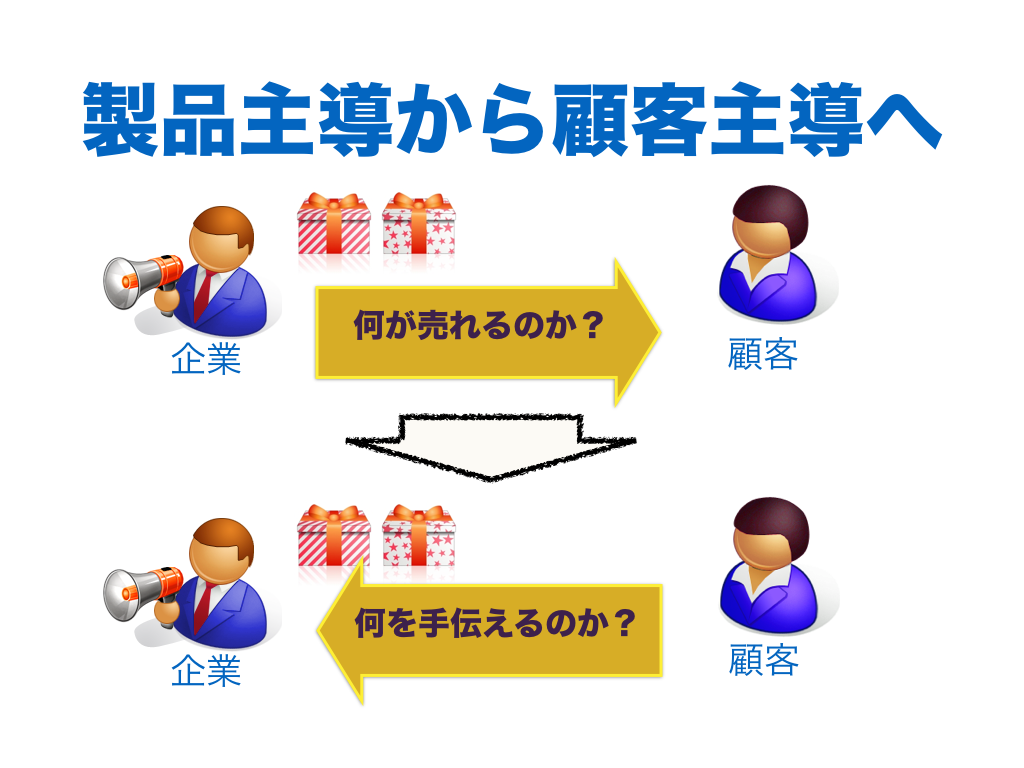 製品主導から顧客主導へ
何が売れるのか？
企業
顧客
何を手伝えるのか？
企業
顧客